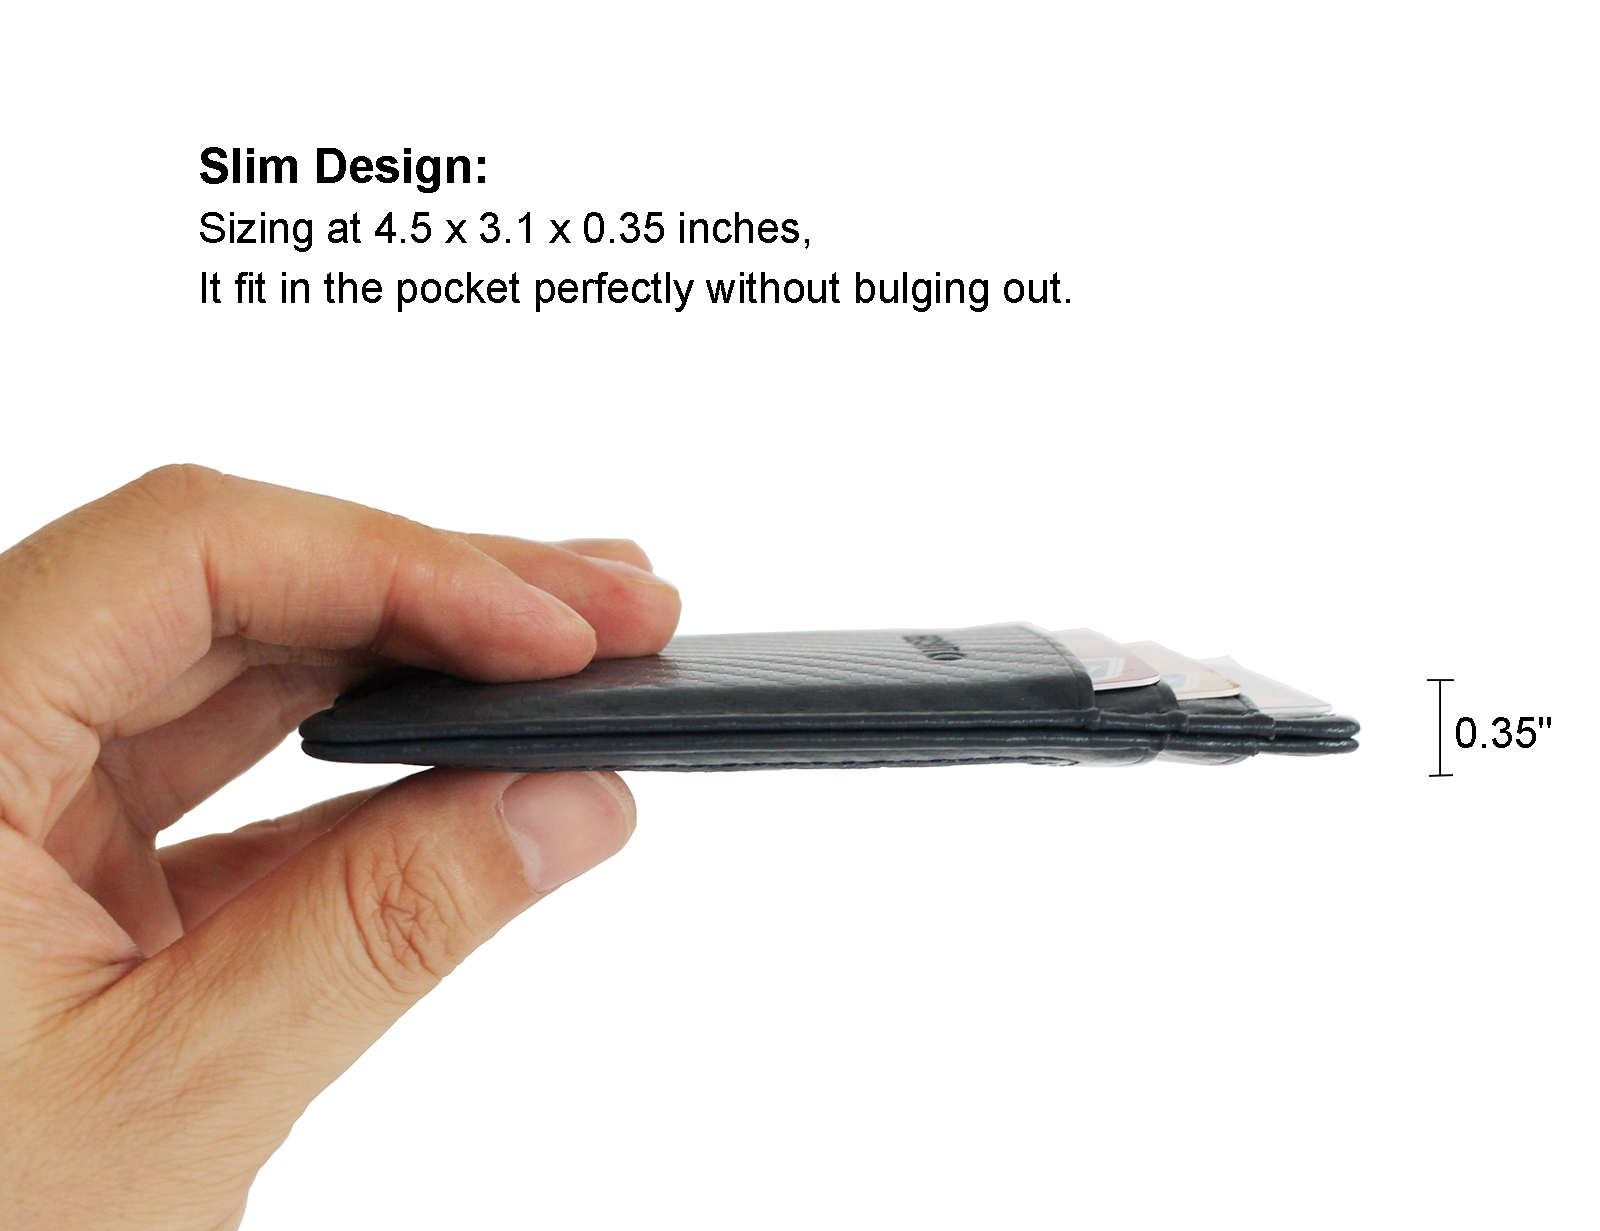 Slim Design:
Sizing at 4.5 x 3.1 x 0.35 inches,
It fit in the pocket perfectly without bulging out.
0.35"